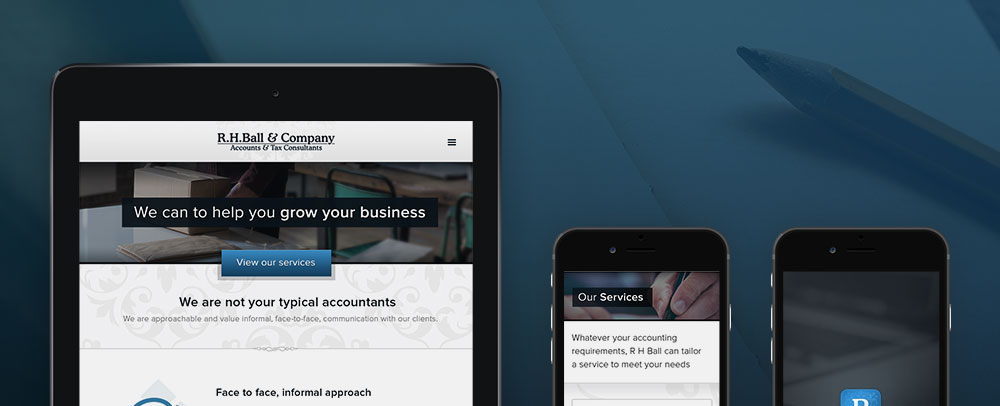 R.H.Ball & Company
Accounts & Tax Consultants
We can to help you grow your business
View our services
We are not your typical accountants
We are approachable and value informal, face-to-face, communication with our clients.
Face to face, informal approach
Our Services
Whatever your accounting
requirements, R H Ball can tailor
a service to meet your needs